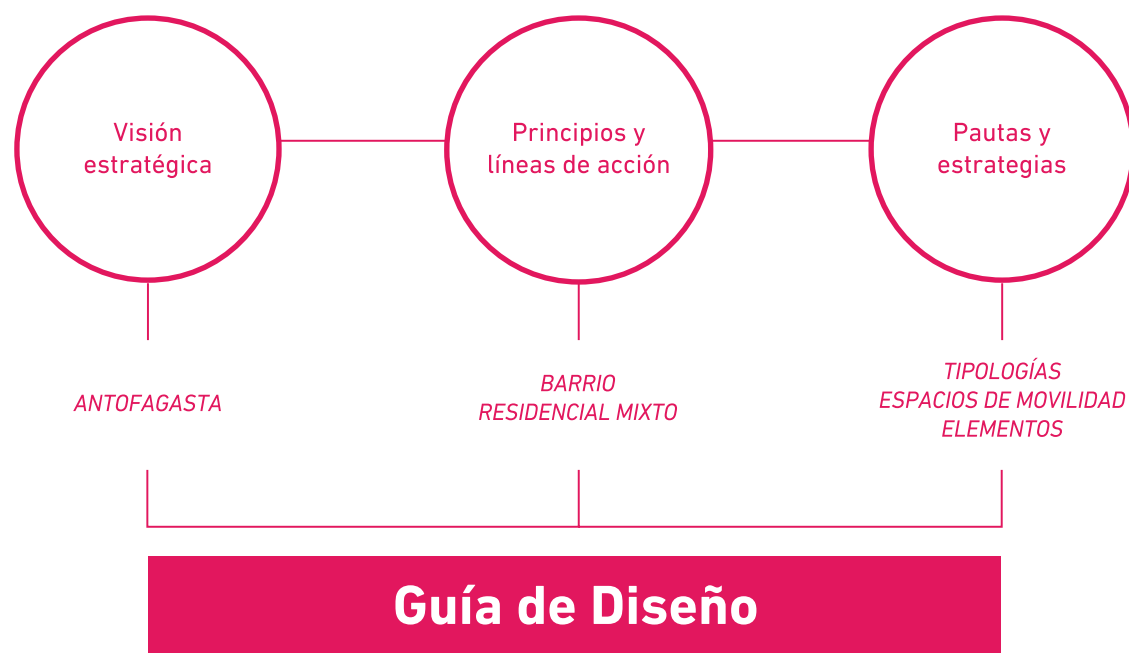 Visión
estratégica
Principios y
líneas de acción
Pautas y
estrategias
ANTOFAGASTA
BARRIO
RESIDENCIAL MIXTO
TIPOLOGÍAS
ESPACIOS DE MOVILIDAD
ELEMENTOS
Guía de Diseño